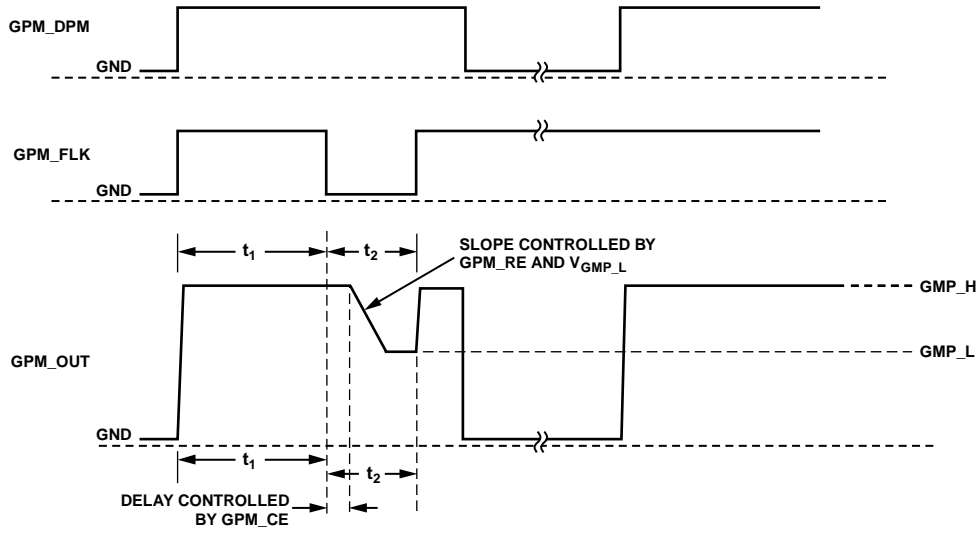 GPM_DPM
GND
GPM_FLK
GND
t1
t2
SLOPE CONTROLLED BY
GPM_RE AND VGMP_L
GMP_H
GMP_L
GPM_OUT
GND
t1
t2
DELAY CONTROLLED
BY GPM_CE